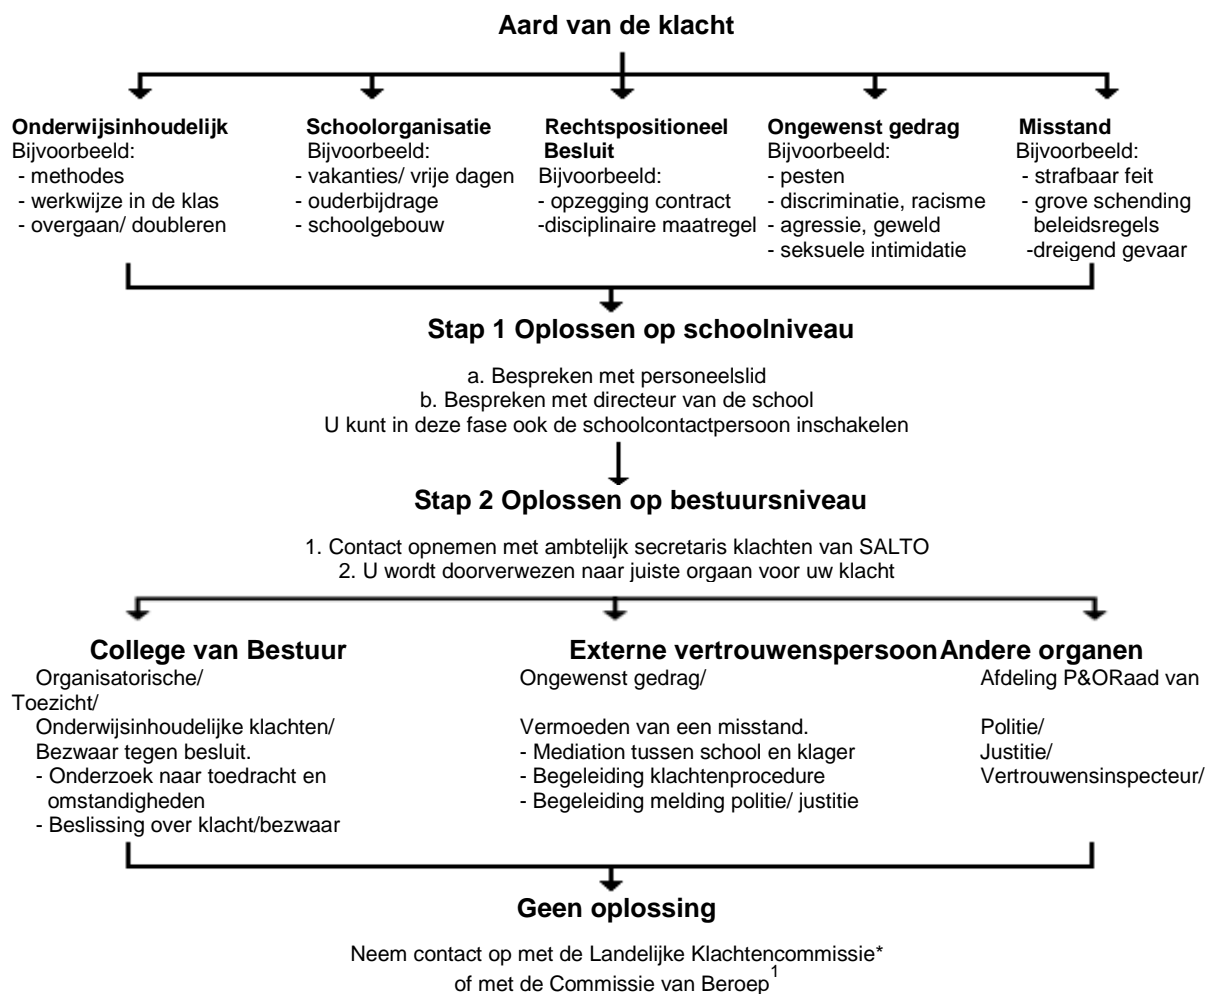 Aard van de klacht
Onderwijsinhoudelijk
Bijvoorbeeld:
- methodes
- werkwijze in de klas
- overgaan/ doubleren
Schoolorganisatie
Bijvoorbeeld:
- vakanties/ vrije dagen
- ouderbijdrage
- schoolgebouw
Rechtspositioneel
Besluit
Bijvoorbeeld:
- opzegging contract
-disciplinaire maatregel
Ongewenst gedrag
Bijvoorbeeld:
- pesten
- discriminatie, racisme
- agressie, geweld
- seksuele intimidatie
Misstand
Bijvoorbeeld:
- strafbaar feit
- grove schending
beleidsregels
-dreigend gevaar
Stap 1 Oplossen op schoolniveau
a. Bespreken met personeelslid
b. Bespreken met directeur van de school
U kunt in deze fase ook de schoolcontactpersoon inschakelen
Stap 2 Oplossen op bestuursniveau
1. Contact opnemen met ambtelijk secretaris klachten van SALTO
2. U wordt doorverwezen naar juiste orgaan voor uw klacht
College van Bestuur
Organisatorische/
Toezicht/
Onderwijsinhoudelijke klachten/
Bezwaar tegen besluit.
- Onderzoek naar toedracht en
omstandigheden
- Beslissing over klacht/bezwaar
Externe vertrouwenspersoon
Ongewenst gedrag/
Vermoeden van een misstand.
- Mediation tussen school en klager
- Begeleiding klachtenprocedure
- Begeleiding melding politie/ justitie
Andere organen
Afdeling P&ORaad van
Politie/
Justitie/
Vertrouwensinspecteur/
Geen oplossing
Neem contact op met de Landelijke Klachtencommissie*
of met de Commissie van Beroep1